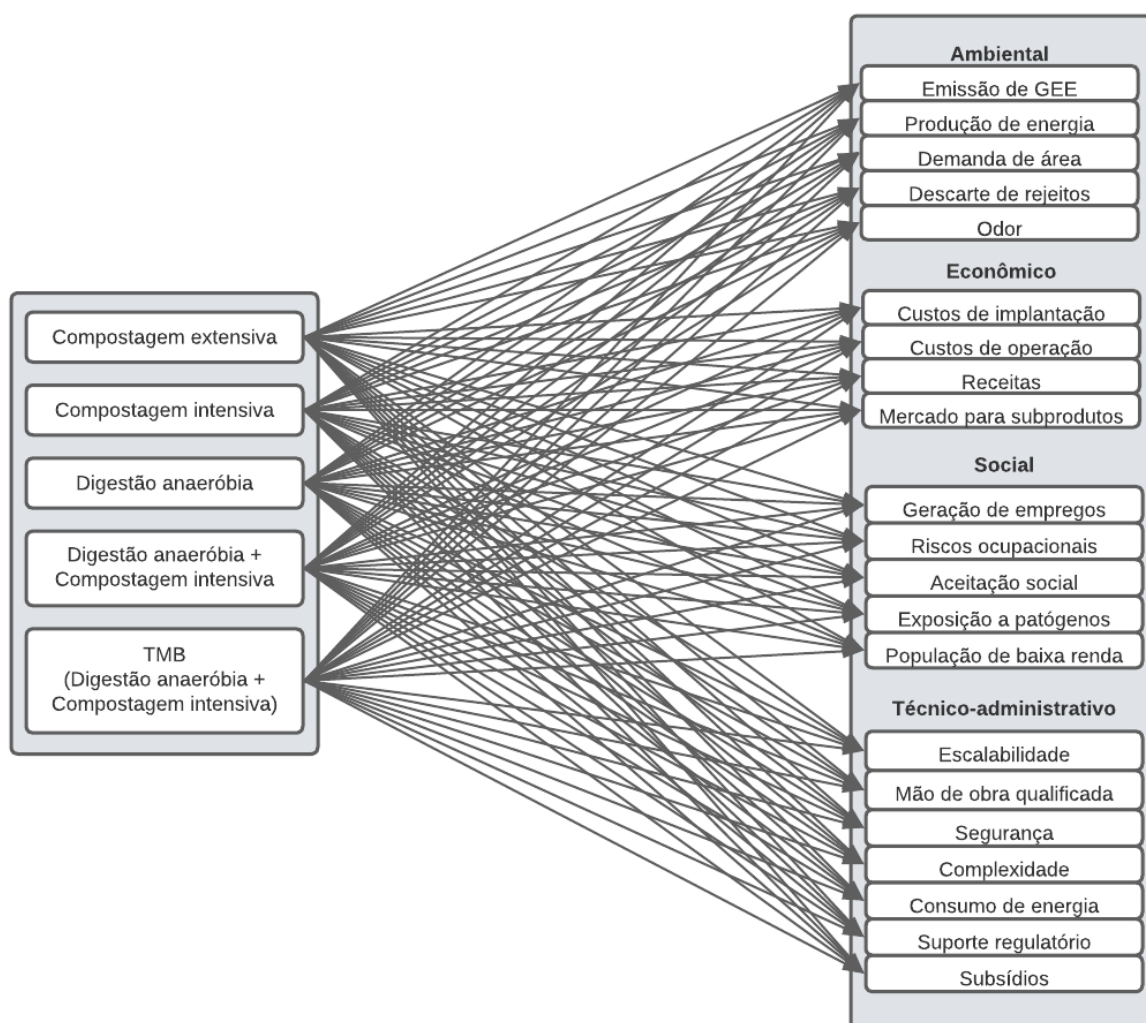 Compostagem extensiva
Compostagem intensiva
Digestão anaeróbia
Digestão anaeróbia +
Compostagem intensiva
TMB
(Digestão anaeróbia +
Compostagem intensiva)
Ambiental
Emissão de GEE
Produção de energia
Demanda de área
Descarte de rejeitos
Odor
Econômico
Custos de implantação
Custos de operação
Receitas
Mercado para subprodutos
Social
Geração de empregos
Riscos ocupacionais
Aceitação social
Exposição a patógenos
População de baixa renda
Técnico-administrativo
Escalabilidade
Mão de obra qualificada
Segurança
Complexidade
Consumo de energia
Suporte regulatório
Subsídios